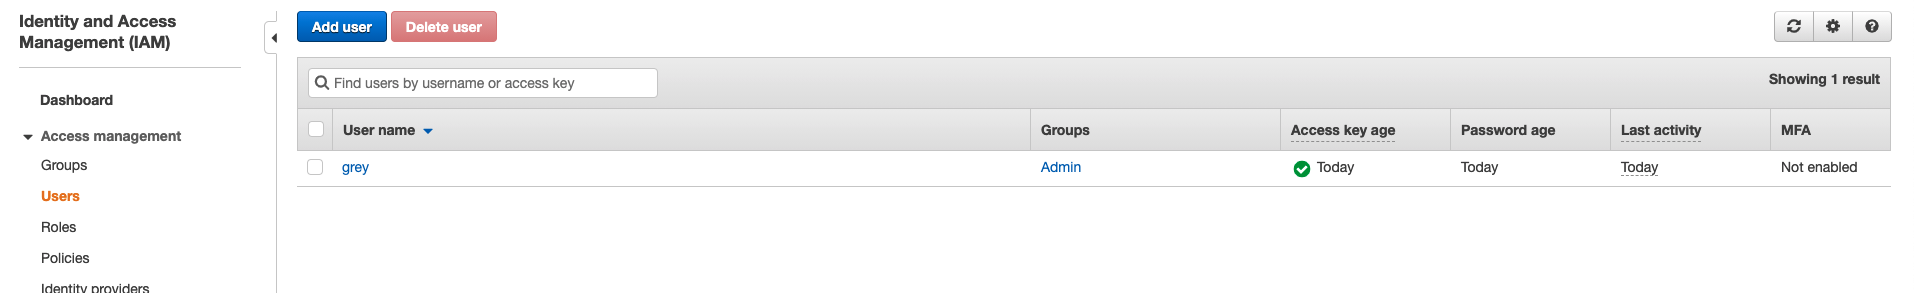 Identity and Access
Management (IAM)
Dashboard
Access management
Groups
Users
Roles
Policies
Identity providers
Add user
Delete user
Find users by username or access key
Showing 1 result
User name Groups Access key age Password age Last activity MFA
grey Admin Today Today Today Not enabled